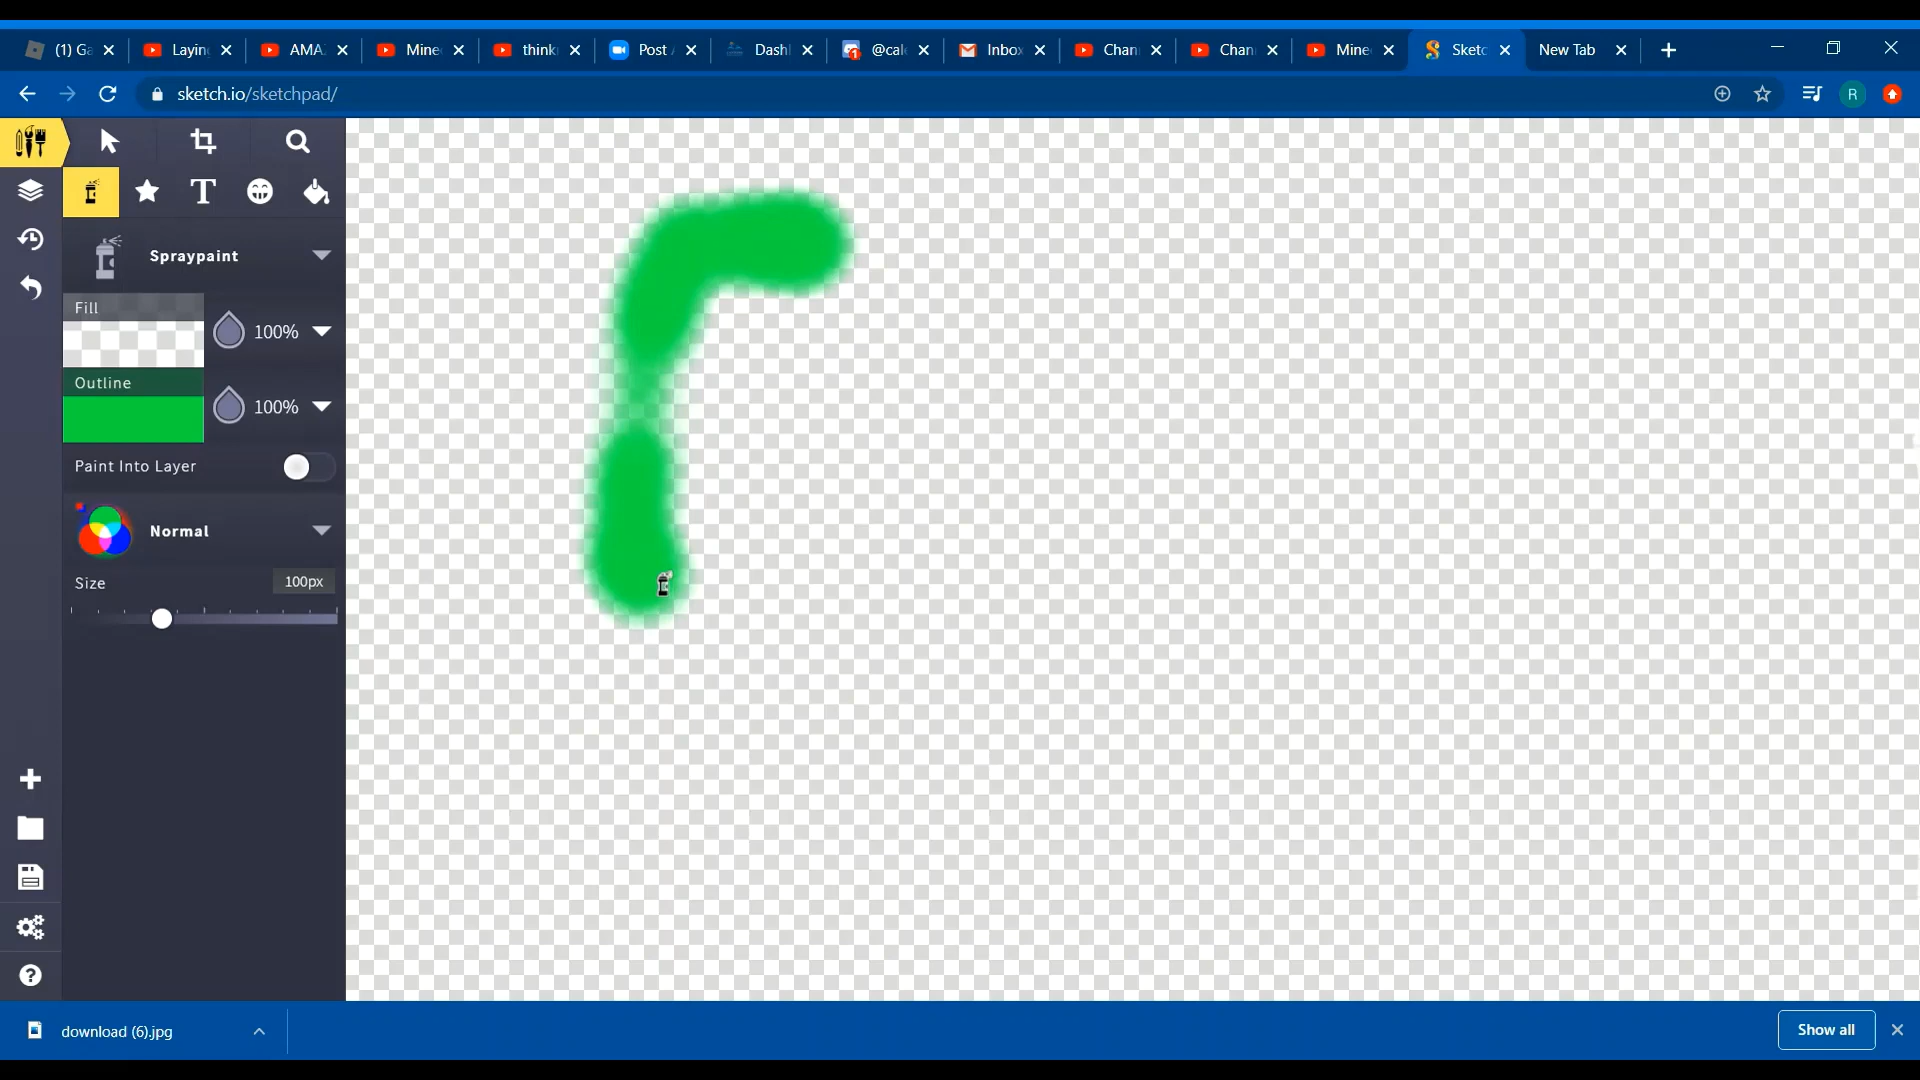 (1) Ga
Layin
AMA
Mine
think
Post
Dash
@cal
Inbox
Chan
Chan
Mine
Sketc
New Tab
sketch.io/sketchpad/
R
T
Spraypaint
Fill
100%
Outline
100%
Paint Into Layer
Normal
Size
100px
download (6).jpg
Show all